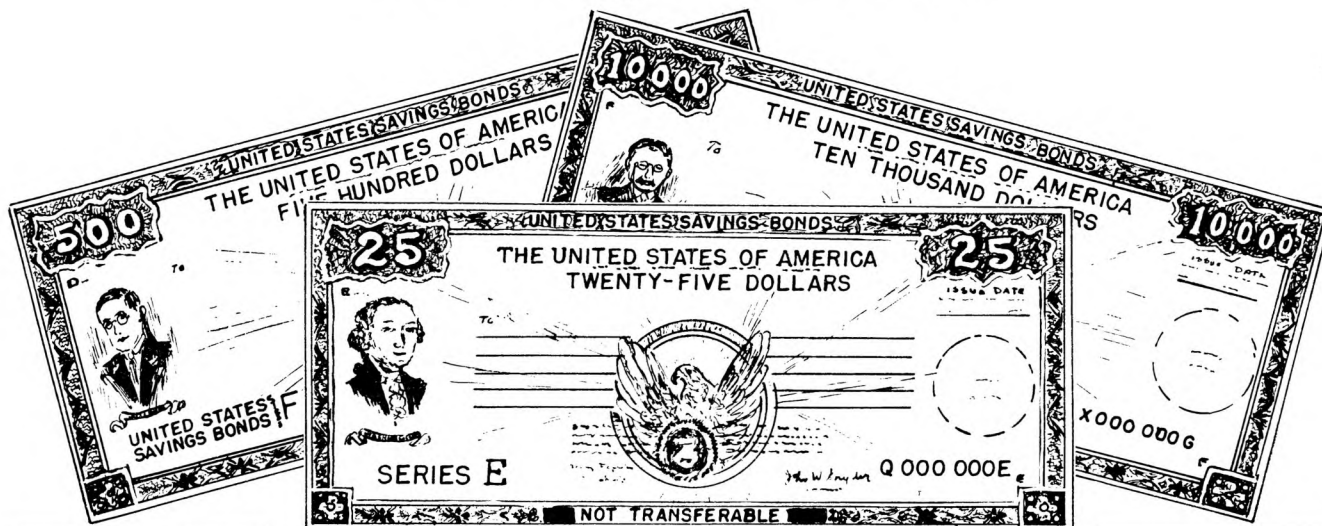 500
UNITED STATES SAVINGS BONDS
THE UNITED STATES OF AMERICA
HUNDRED DOLLARS
D
To
UNITED STATES
SAVINGS BONDS F
10000
UNITED STATES SAVINGS BONDS
10000
THE UNITED STATES OF AMERICA
TEN THOUSAND DOLLARS
To
ISSUE DATE
X000 000G
F
UNITED STATES SAVINGS BONDS
25
25
THE UNITED STATES OF AMERICA
TWENTY-FIVE DOLLARS
ISSUE DATE
To
SERIES E
John W Snyder
Q000 000E
E
NOT TRANSFERABLE